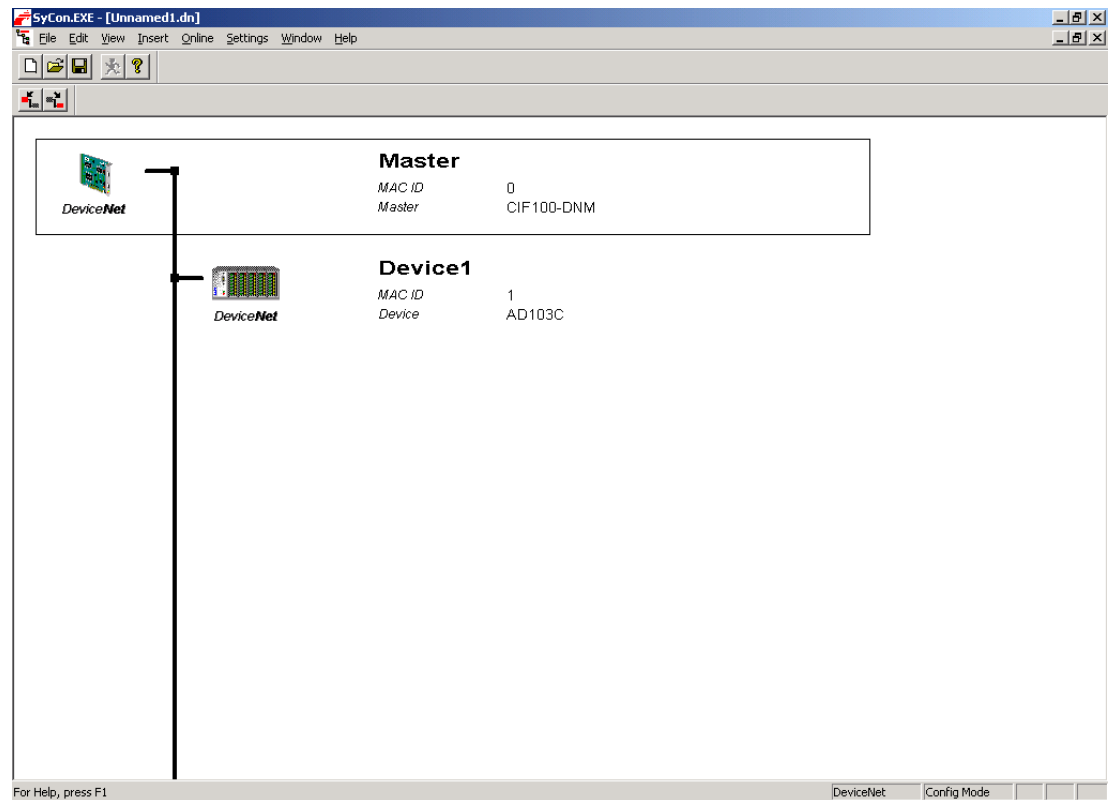 SyCon.EXE - [Unnamed1.dn]
File Edit View Insert Online Settings Window Help
Master
MAC ID 0
Master CIF100-DNM
DeviceNet
Device1
MAC ID 1
Device AD103C
DeviceNet
For Help, press F1 DeviceNet Config Mode